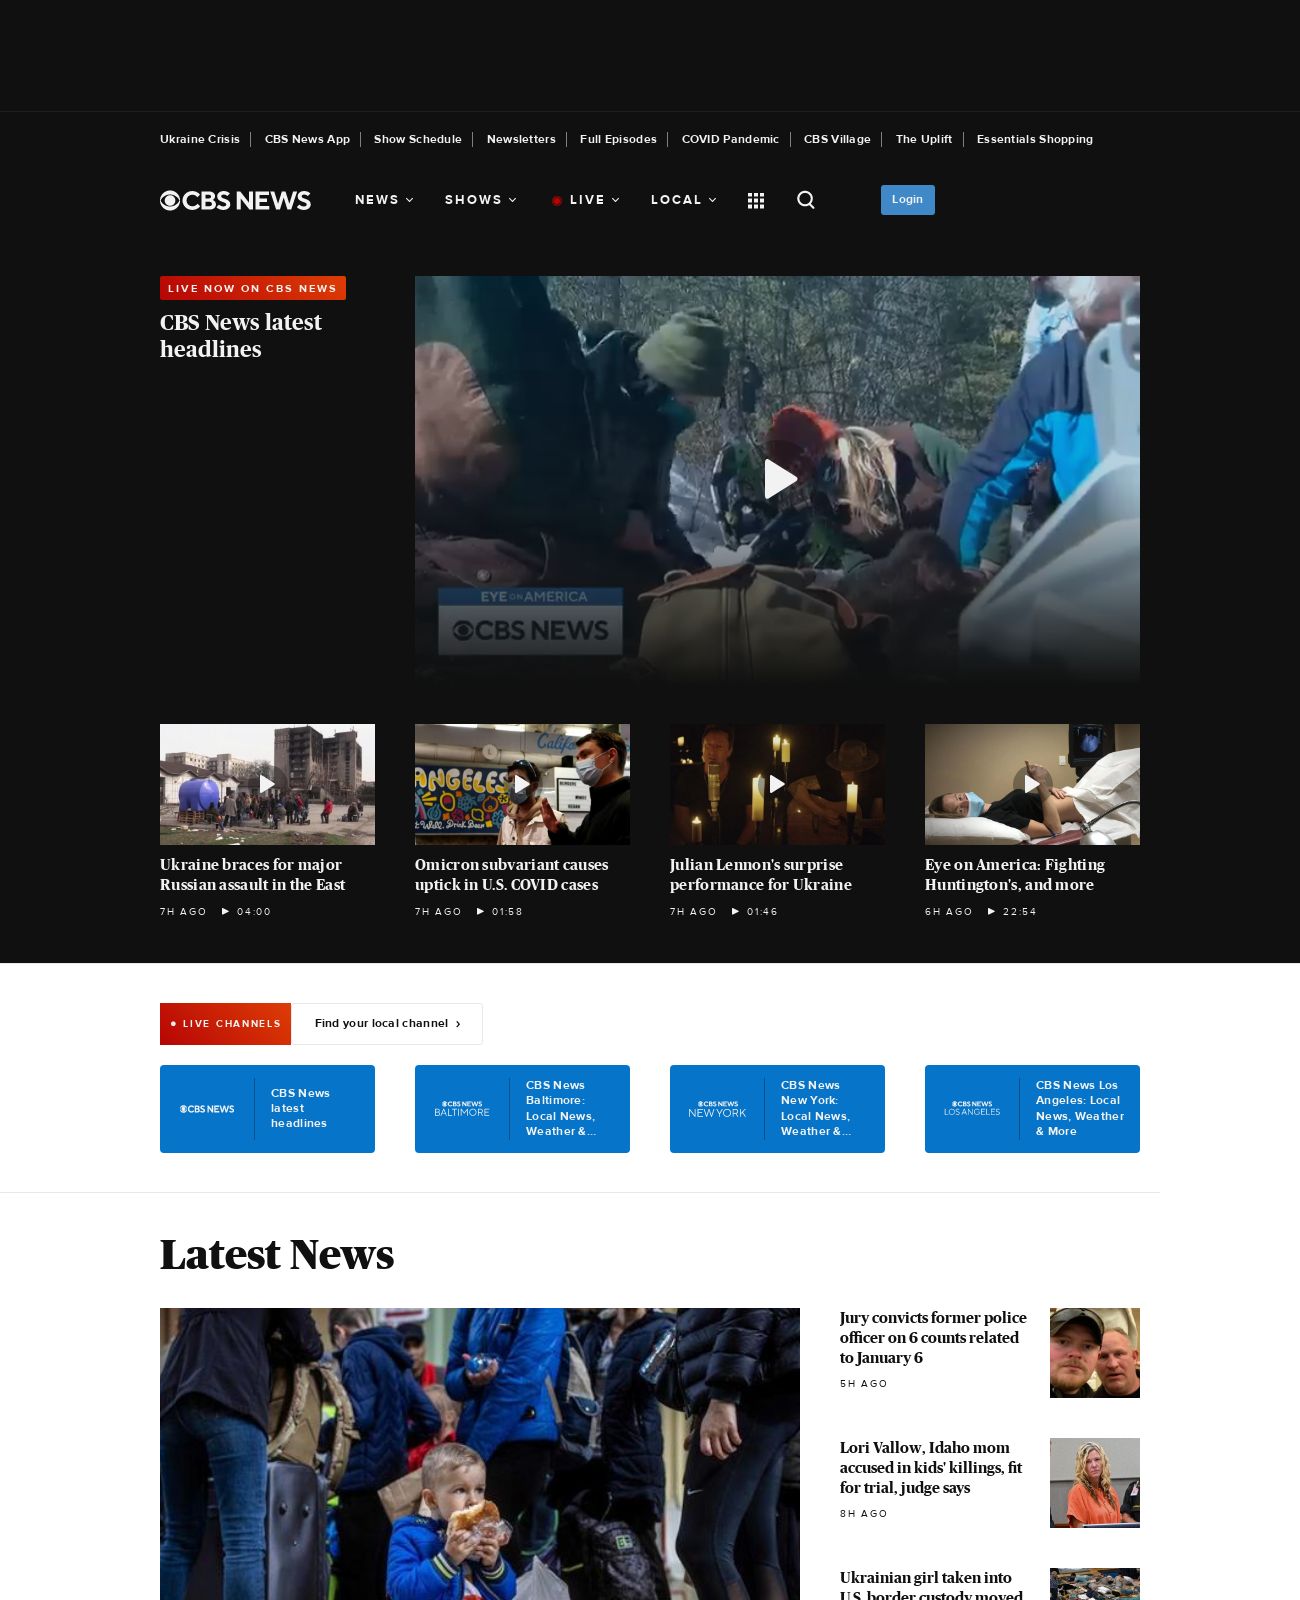 Ukraine Crisis
CBS News App
Show Schedule
Newsletters
Full Episodes
COVID Pandemic
CBS Village
The Uplift
Essentials Shopping
CBS NEWS
NEWS
SHOWS
LIVE
LOCAL
Login
LIVE NOW ON CBS NEWS
CBS News latest
headlines
EYE ON AMERICA
CBS NEWS
Ukraine braces for major
Russian assault in the East
7H AGO
04:00
ANGELES
Omicron subvariant causes
uptick in U.S. COVID cases
7H AGO
01:58
Julian Lennon's surprise
performance for Ukraine
7H AGO
01:46
Eye on America: Fighting
Huntington's, and more
6H AGO
22:54
LIVE CHANNELS
Find your local channel ›
CBS NEWS
CBS News
latest
headlines
CBS NEWS
BALTIMORE
CBS News
Baltimore:
Local News,
Weather &...
CBS NEWS
NEW YORK
CBS News
New York:
Local News,
Weather &...
CBS NEWS
LOS ANGELES
CBS News Los
Angeles: Local
News, Weather
& More
Latest News
Jury convicts former police
officer on 6 counts related
to January 6
5H AGO
Lori Vallow, Idaho mom
accused in kids' killings, fit
for trial, judge says
8H AGO
Ukrainian girl taken into
U.S. border custody moved